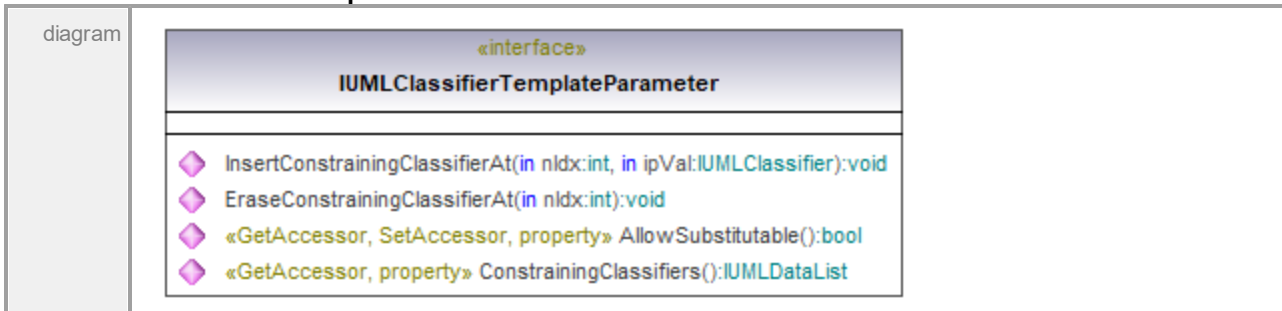 diagram
«interface»
IUMLClassifierTemplateParameter
InsertConstrainingClassifierAt(in nIdx:int, in ipVal:IUMLClassifier):void
EraseConstrainingClassifierAt(in nIdx:int):void
«GetAccessor, SetAccessor, property» AllowSubstitutable():bool
«GetAccessor, property» ConstrainingClassifiers():IUMLDataList